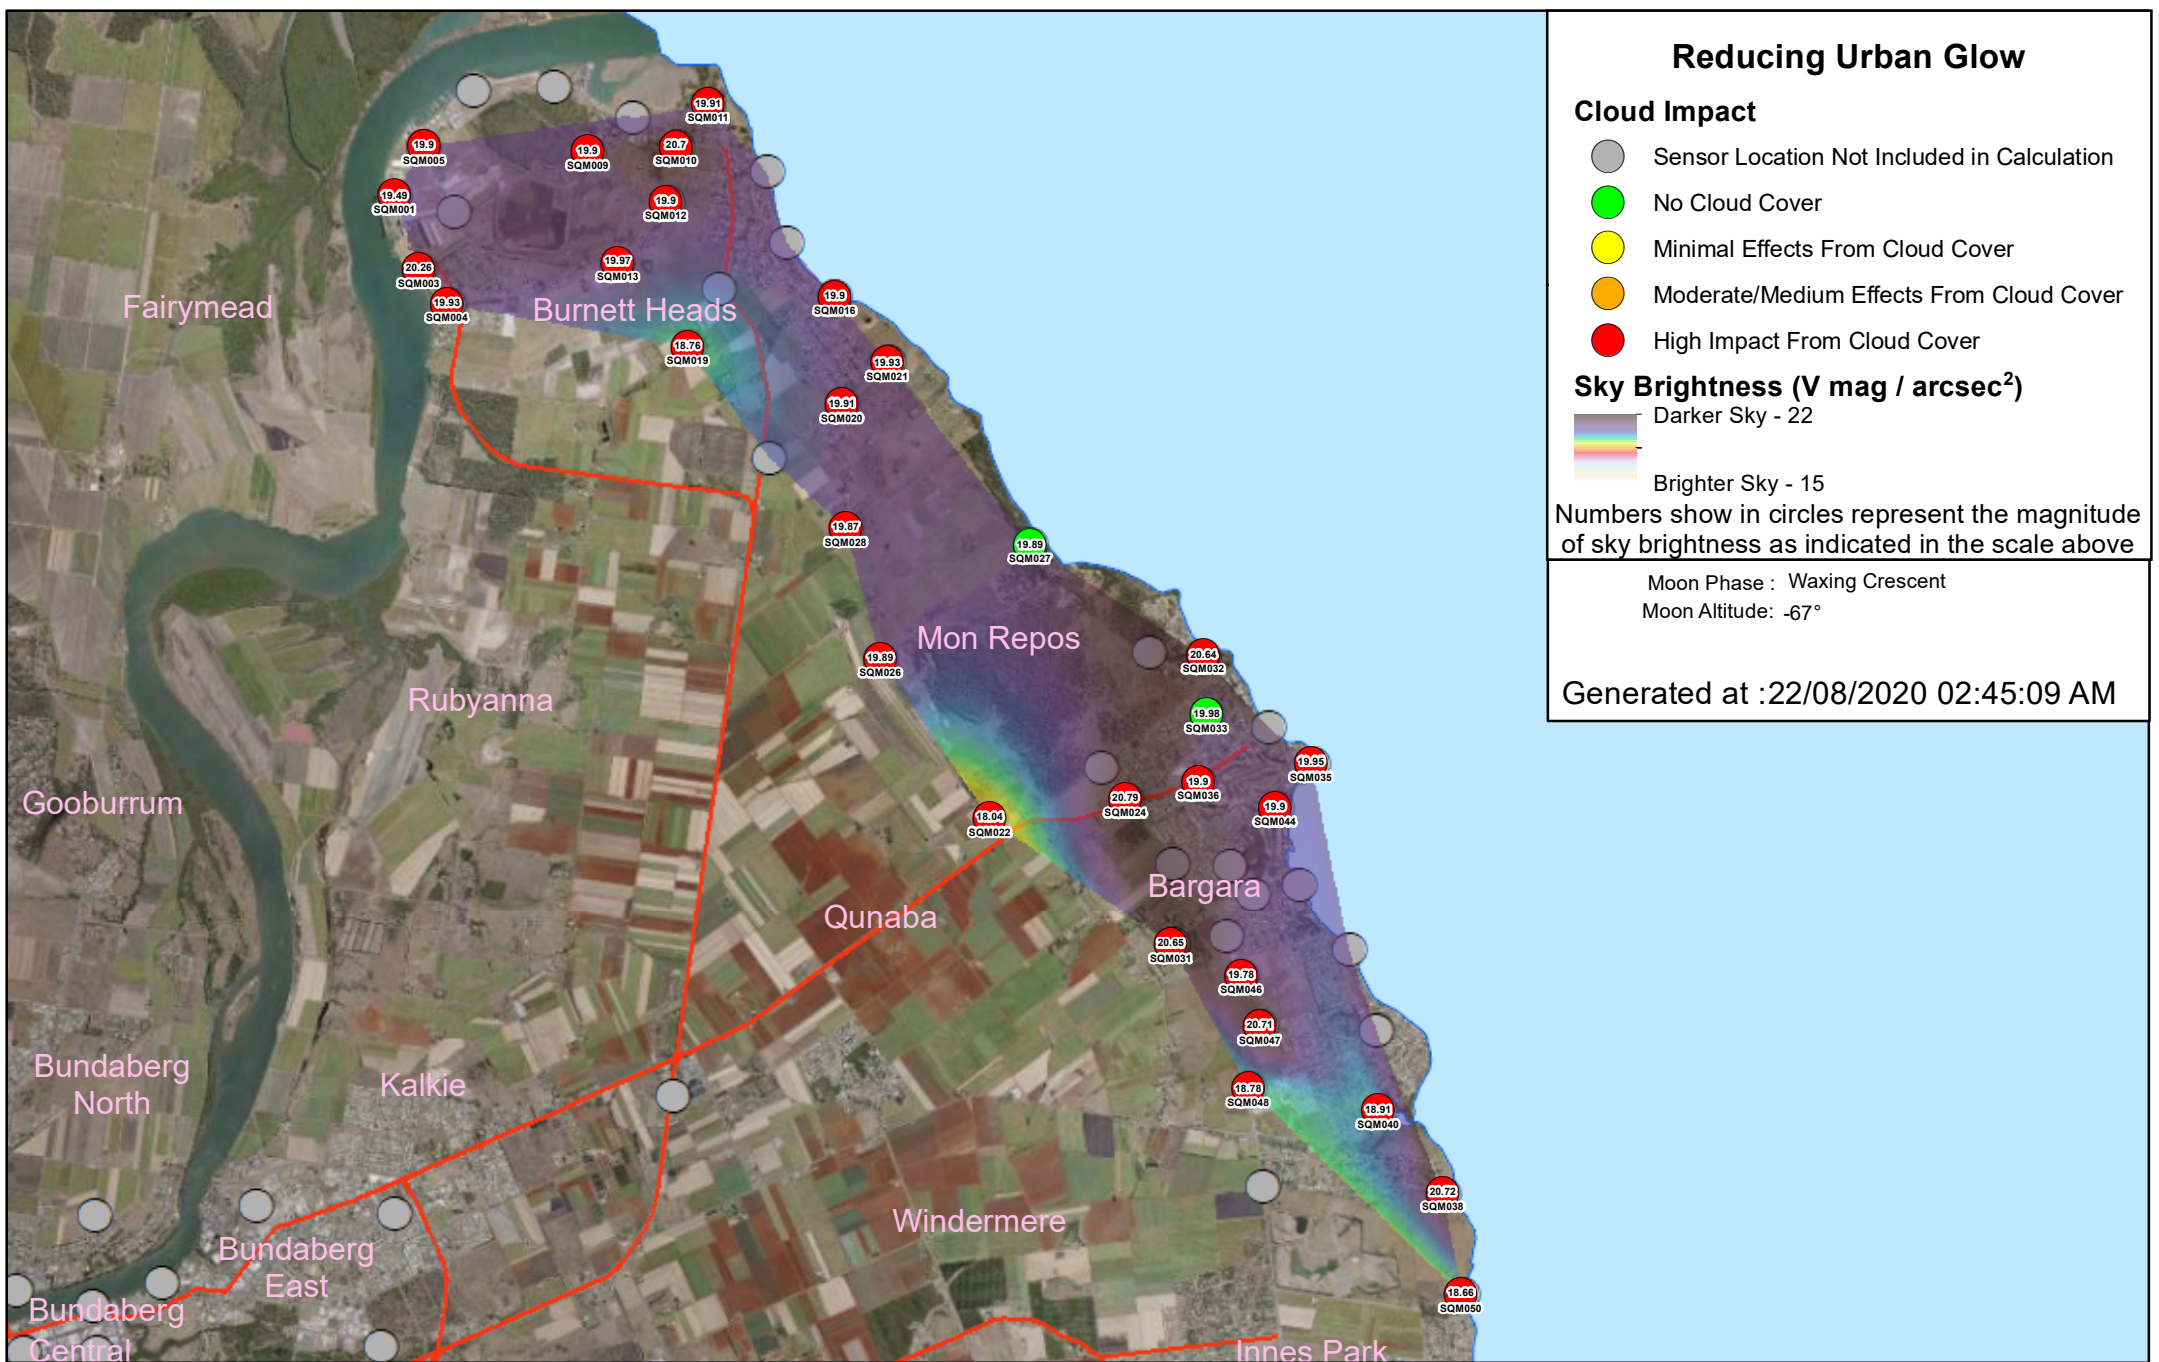 Reducing Urban Glow
Cloud Impact
Sensor Location Not Included in Calculation
No Cloud Cover
Minimal Effects From Cloud Cover
Moderate/Medium Effects From Cloud Cover
High Impact From Cloud Cover
Sky Brightness (V mag / arcsec²)
Darker Sky - 22
Brighter Sky - 15
Numbers show in circles represent the magnitude
of sky brightness as indicated in the scale above
Moon Phase : Waxing Crescent
Moon Altitude: -67°
Generated at :22/08/2020 02:45:09 AM
19.91
SQM011
19.9
SQM005
19.9
SQM009
20.7
SQM010
19.49
SQM001
19.9
SQM012
20.26
SQM003
19.97
SQM013
19.93
SQM004
Fairymead
Burnett Heads
19.9
SQM016
18.76
SQM019
19.93
SQM021
19.91
SQM020
19.87
SQM028
19.89
SQM027
Mon Repos
19.89
SQM026
20.64
SQM032
Rubyanna
19.98
SQM033
19.95
SQM035
19.9
SQM036
20.79
SQM024
19.9
SQM044
Gooburrum
18.04
SQM022
Bargara
Qunaba
20.65
SQM031
19.78
SQM046
20.71
SQM047
Bundaberg
North
Kalkie
18.78
SQM048
18.91
SQM040
20.72
SQM038
Windermere
Bundaberg
East
18.66
SQM050
Bundaberg
Central
Innes Park